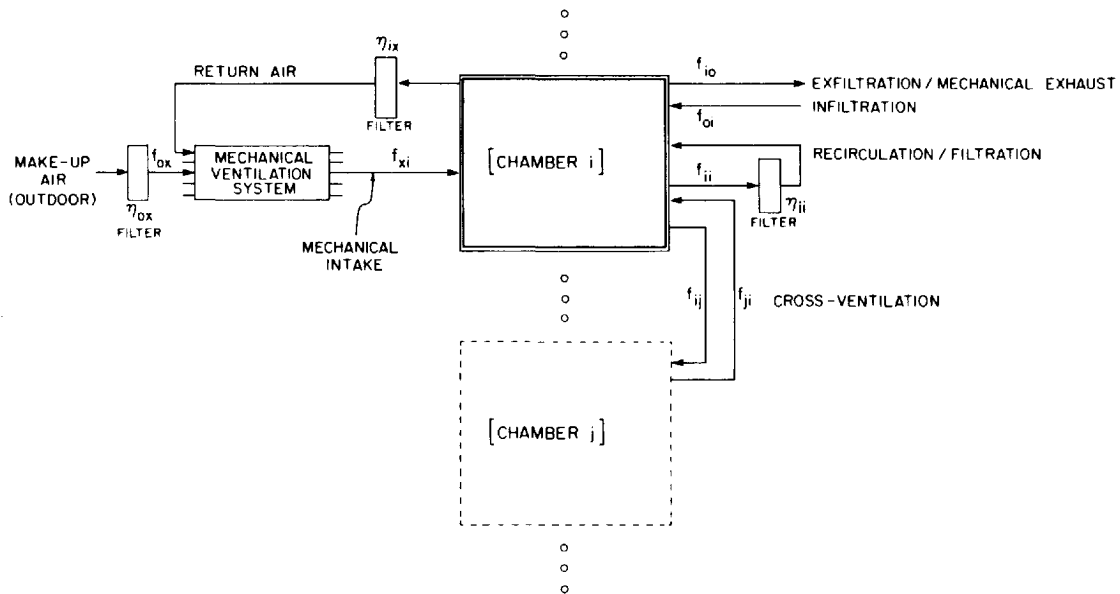 η_ix
RETURN AIR
FILTER
f_io
EXFILTRATION / MECHANICAL EXHAUST
INFILTRATION
f_oi
MAKE-UP
AIR
(OUTDOOR)
f_ox
η_ox
FILTER
MECHANICAL
VENTILATION
SYSTEM
f_xi
MECHANICAL
INTAKE
[CHAMBER i]
RECIRCULATION / FILTRATION
f_ii
η_ii
FILTER
f_ij
f_ji
CROSS-VENTILATION
[CHAMBER j]